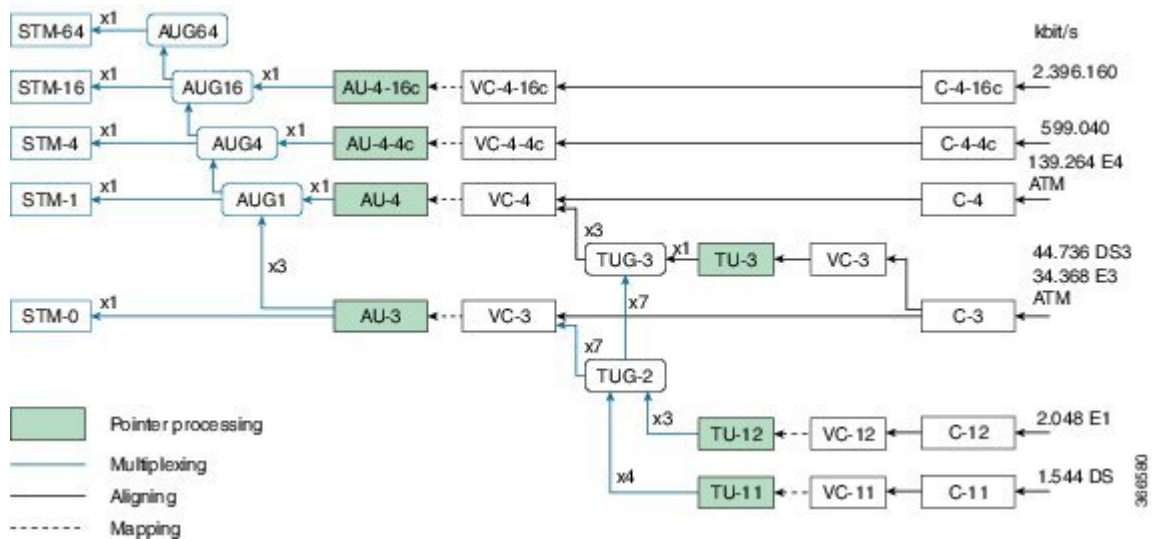 STM-64 x1 AUG64 kbit/s
STM-16 x1 AUG16 x1 AU-4-16c VC-4-16c C-4-16c 2.396.160
STM-4 x1 AUG4 x1 AU-4-4c VC-4-4c C-4-4c 599.040
139.264 E4
STM-1 x1 AUG1 x1 AU-4 VC-4 C-4 ATM
x3
TUG-3 x1 TU-3 VC-3 44.736 DS3
x3 34.368 E3
x7 ATM
STM-0 x1 AU-3 VC-3 C-3
x7
TUG-2
Pointer processing x3 TU-12 VC-12 C-12 2.048 E1
Multiplexing
x4 TU-11 VC-11 C-11 1.544 DS
Aligning
Mapping
366580